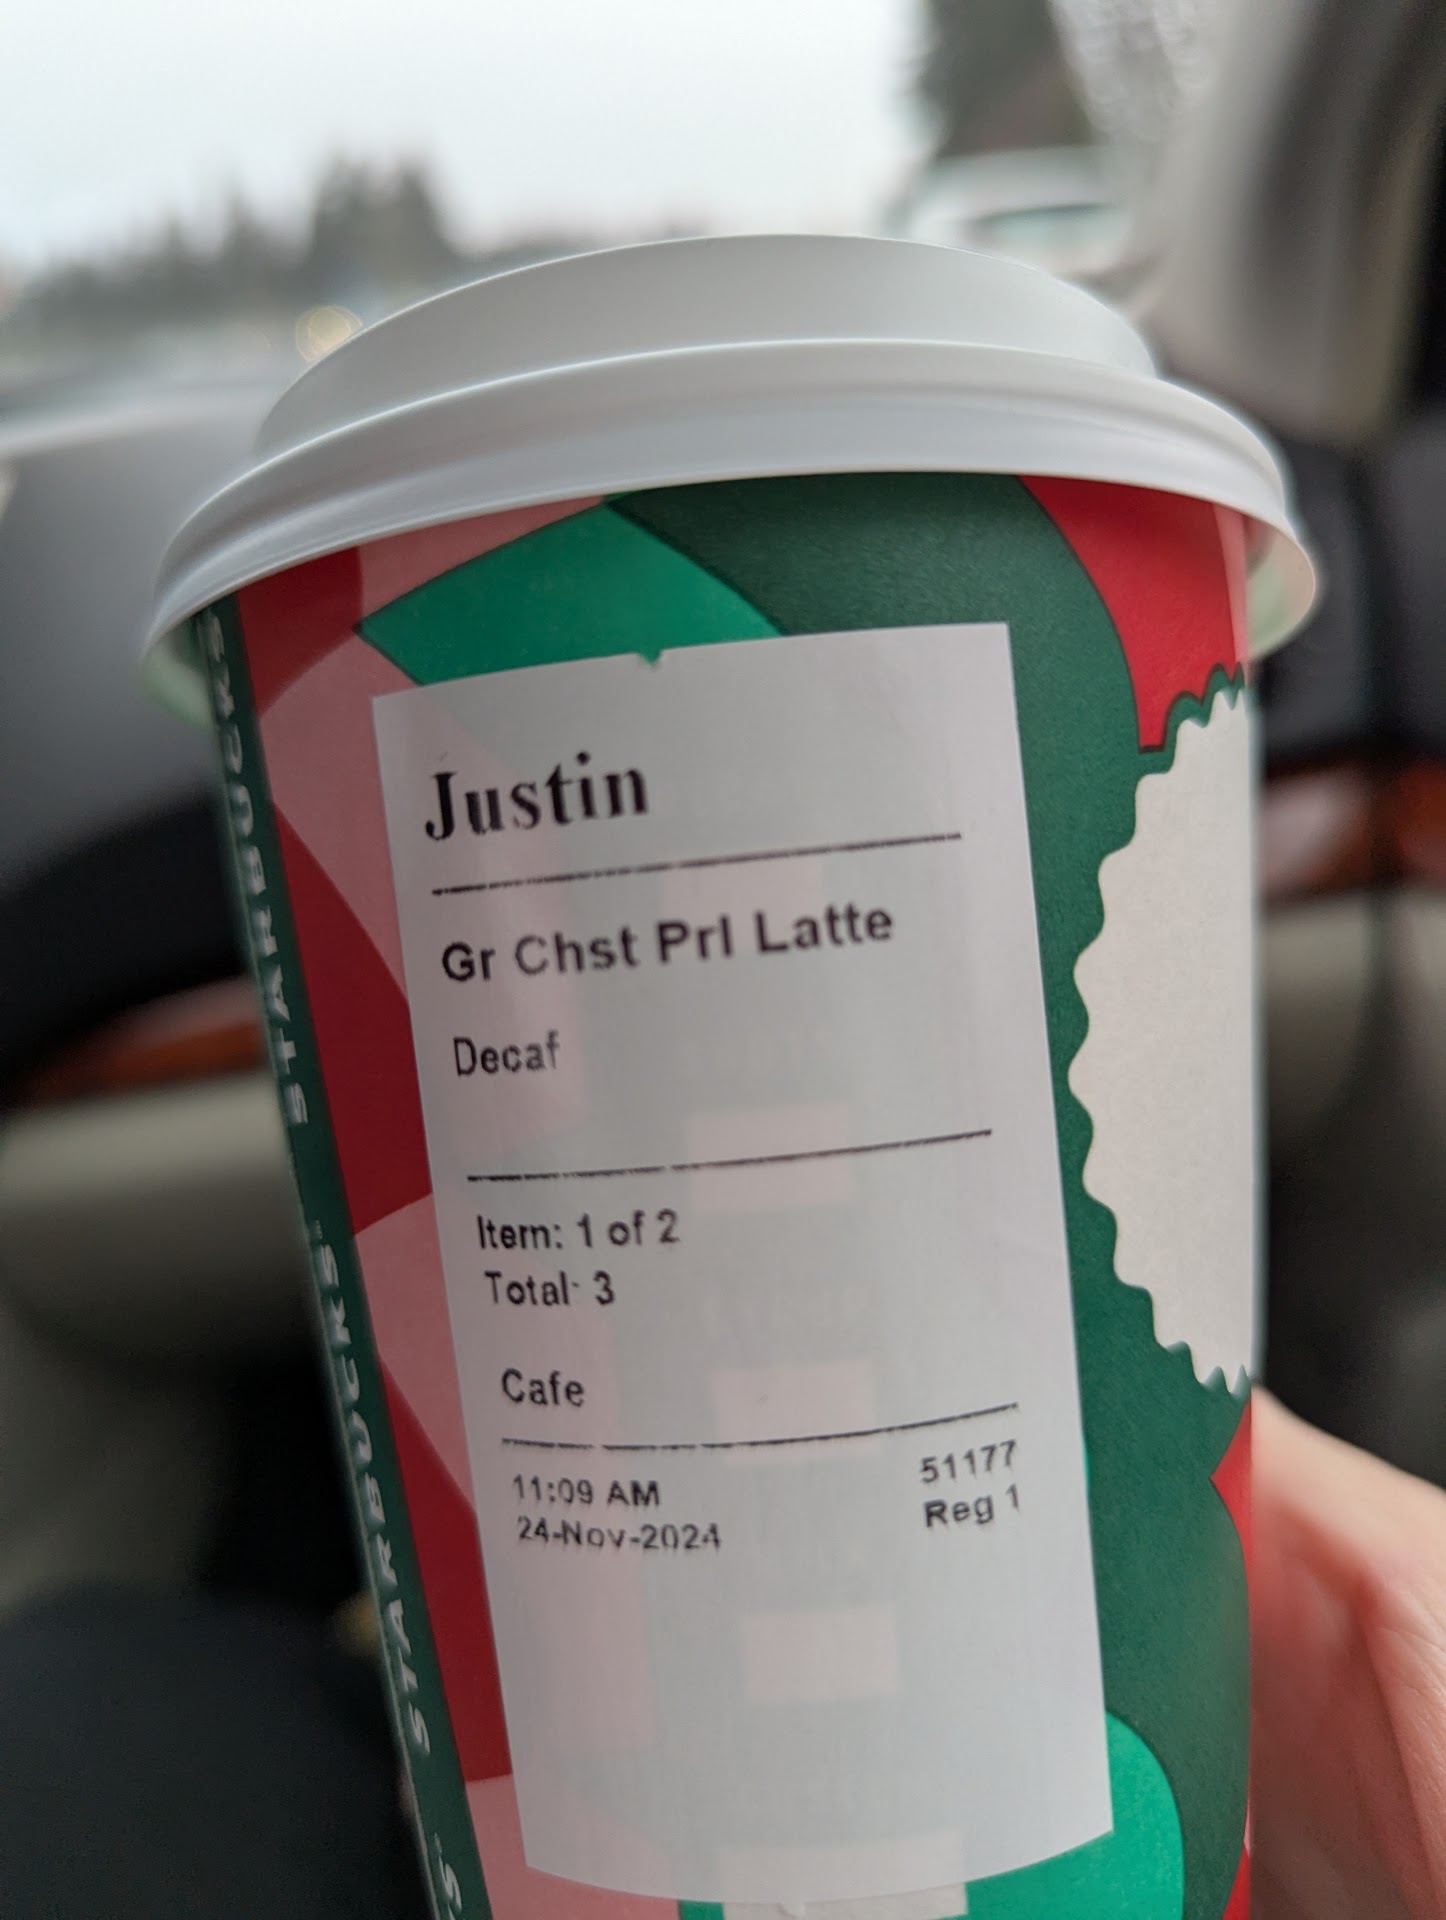 Justin
Gr Chst Prl Latte
Decaf
Item: 1 of 2
Total: 3
Cafe
11:09 AM 51177
24-Nov-2024 Reg 1
STARBUCKS
STARBUCKS
STARBUCKS